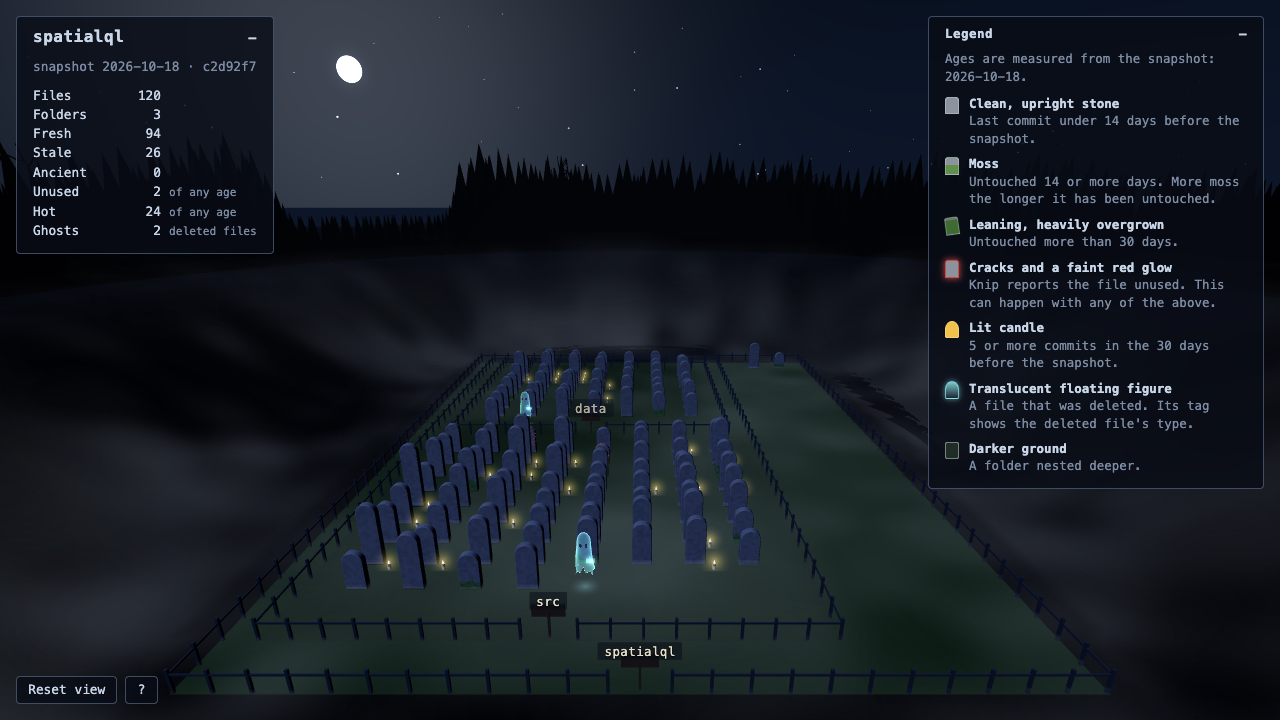 spatialql
–
snapshot 2026-10-18 · c2d92f7
Files 120
Folders 3
Fresh 94
Stale 26
Ancient 0
Unused 2 of any age
Hot 24 of any age
Ghosts 2 deleted files
Legend
–
Ages are measured from the snapshot:
2026-10-18.
Clean, upright stone
Last commit under 14 days before the
snapshot.
Moss
Untouched 14 or more days. More moss
the longer it has been untouched.
Leaning, heavily overgrown
Untouched more than 30 days.
Cracks and a faint red glow
Knip reports the file unused. This
can happen with any of the above.
Lit candle
5 or more commits in the 30 days
before the snapshot.
Translucent floating figure
A file that was deleted. Its tag
shows the deleted file's type.
Darker ground
A folder nested deeper.
data
src
spatialql
Reset view
?